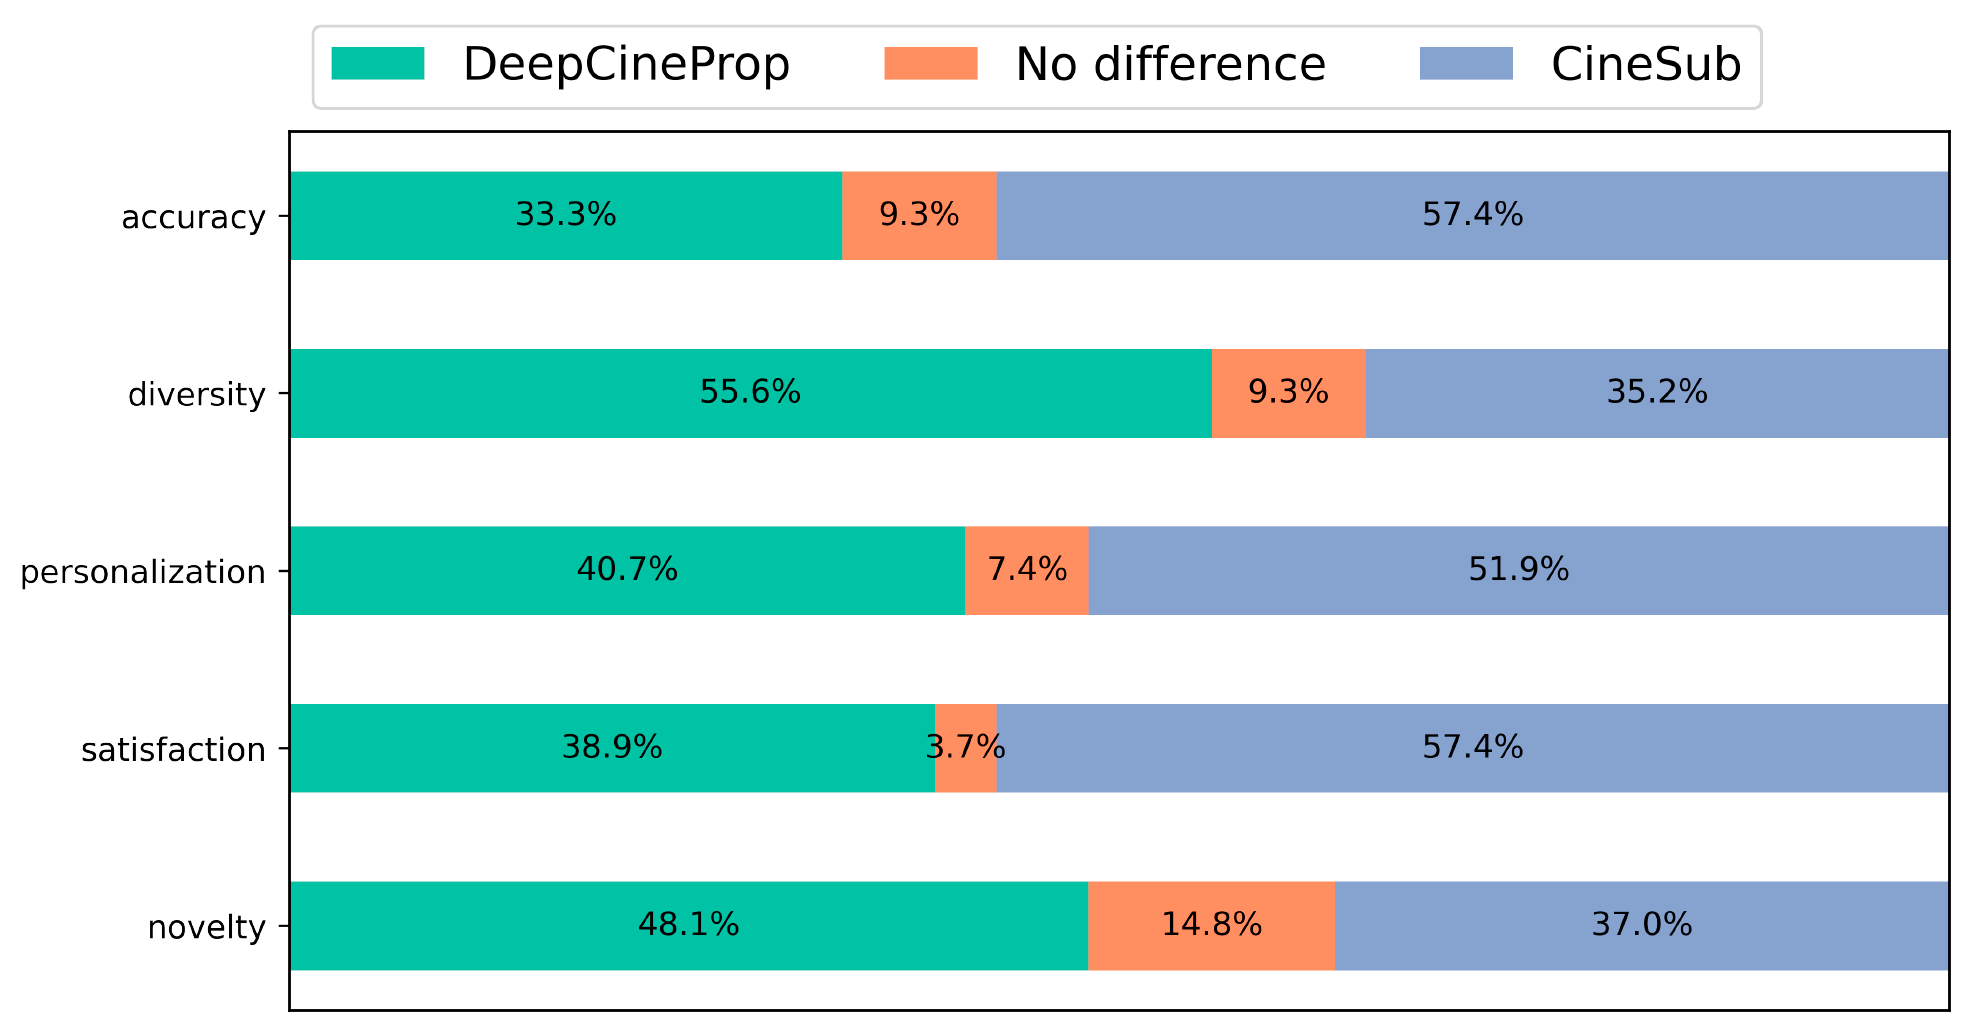 DeepCineProp No difference CineSub
accuracy 33.3% 9.3% 57.4%
diversity 55.6% 9.3% 35.2%
personalization 40.7% 7.4% 51.9%
satisfaction 38.9% 3.7% 57.4%
novelty 48.1% 14.8% 37.0%